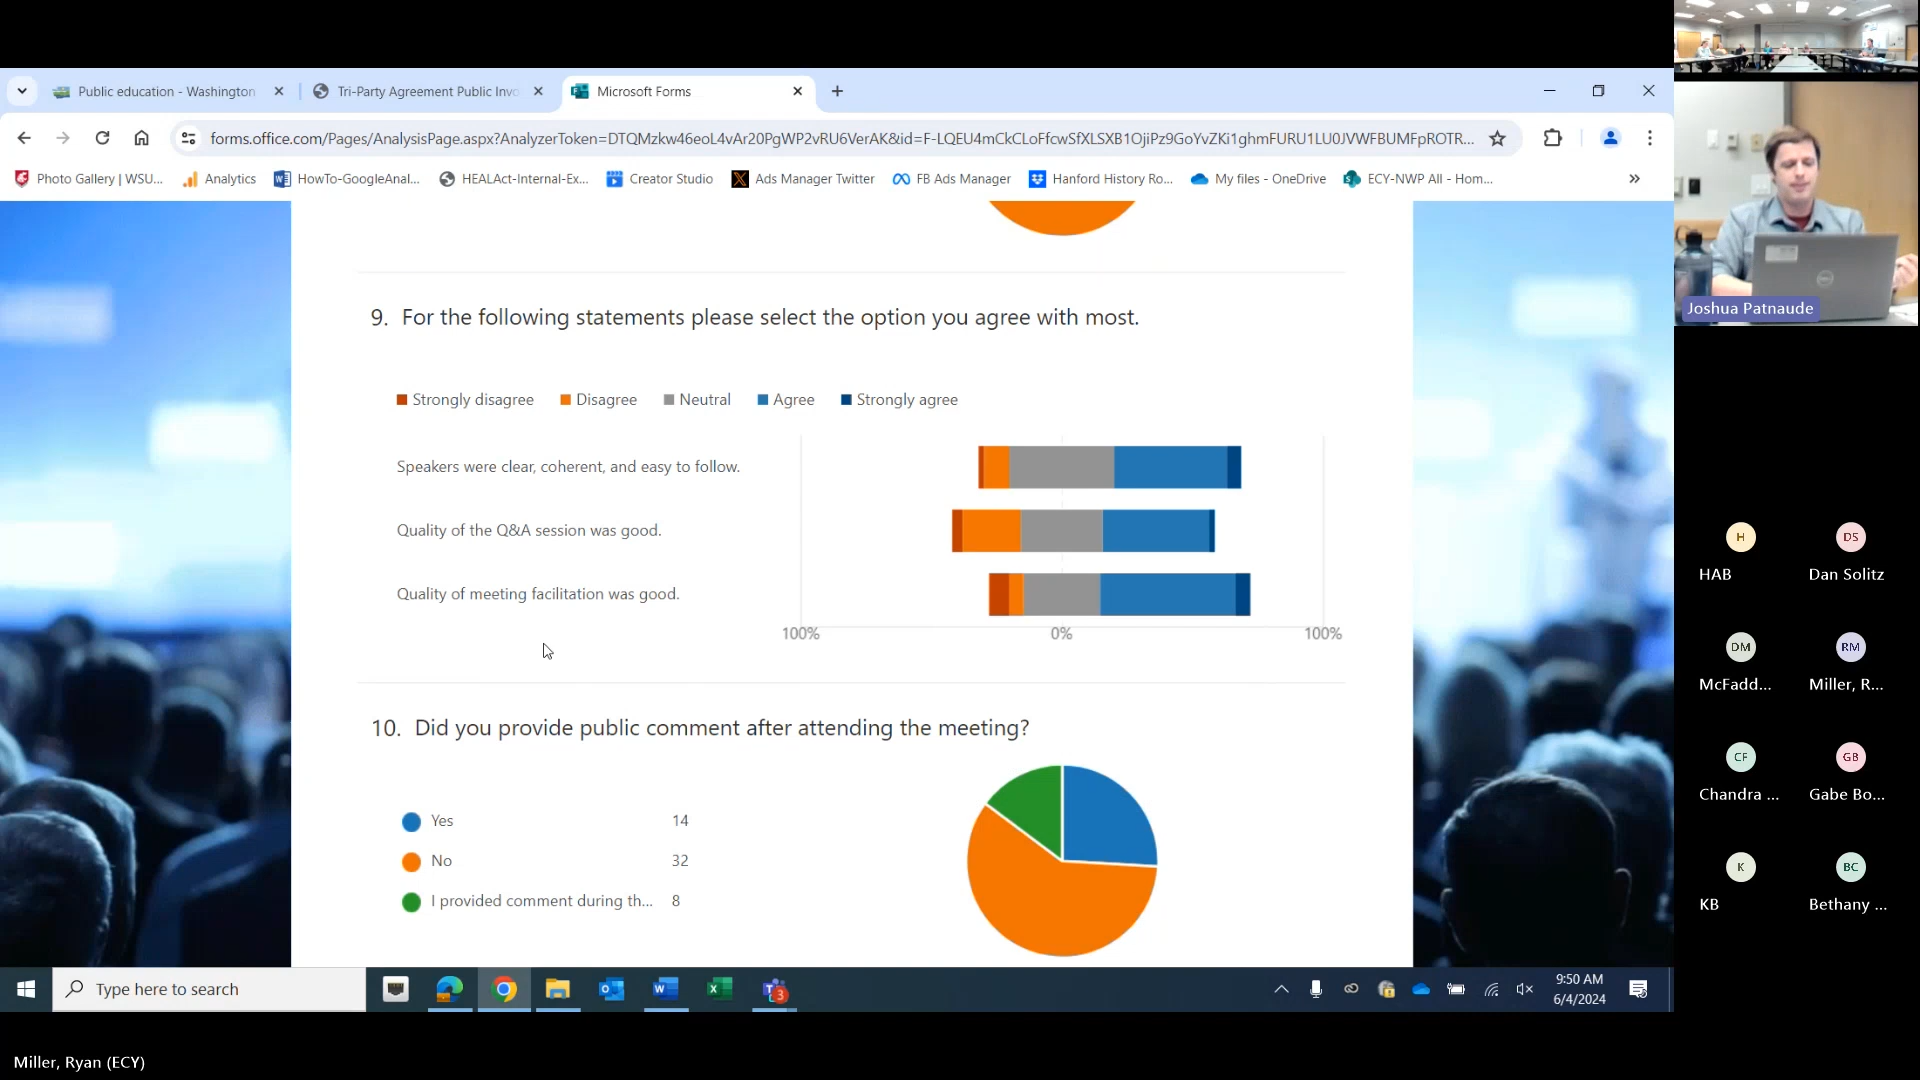 Public education - Washington
Tri-Party Agreement Public Invo
Microsoft Forms
forms.office.com/Pages/AnalysisPage.aspx?AnalyzerToken=DTQMzkw46eoL4vAr20PgWP2vRU6VerAK&id=F-LQEU4mCkCLoFfcwSfXLSXB1OjiPz9GoYvZKi1ghmFURU1LU0JVWFBUMFpROTR...
Photo Gallery | WSU...
Analytics
HowTo-GoogleAnal...
HEALAct-Internal-Ex...
Creator Studio
Ads Manager Twitter
FB Ads Manager
Hanford History Ro...
My files - OneDrive
ECY-NWP All - Hom...
»
9. For the following statements please select the option you agree with most.
Strongly disagree Disagree Neutral Agree Strongly agree
Speakers were clear, coherent, and easy to follow.
Quality of the Q&A session was good.
Quality of meeting facilitation was good.
100% 0% 100%
10. Did you provide public comment after attending the meeting?
Yes 14
No 32
I provided comment during th... 8
Type here to search
3
9:50 AM
6/4/2024
Joshua Patnaude
H DS
HAB Dan Solitz
DM RM
McFadd... Miller, R...
CF GB
Chandra ... Gabe Bo...
K BC
KB Bethany ...
Miller, Ryan (ECY)